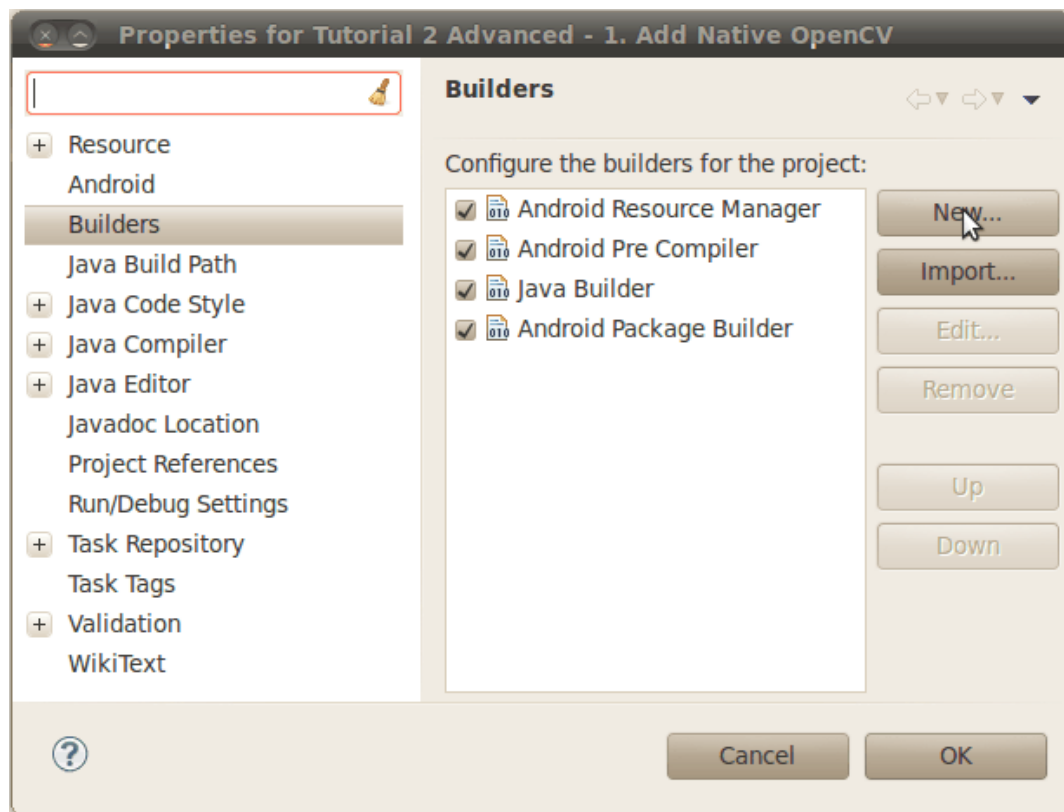 Properties for Tutorial 2 Advanced - 1. Add Native OpenCV
Resource
Android
Builders
Java Build Path
Java Code Style
Java Compiler
Java Editor
Javadoc Location
Project References
Run/Debug Settings
Task Repository
Task Tags
Validation
WikiText
Builders
Configure the builders for the project:
Android Resource Manager
Android Pre Compiler
Java Builder
Android Package Builder
New...
Import...
Edit...
Remove
Up
Down
Cancel
OK